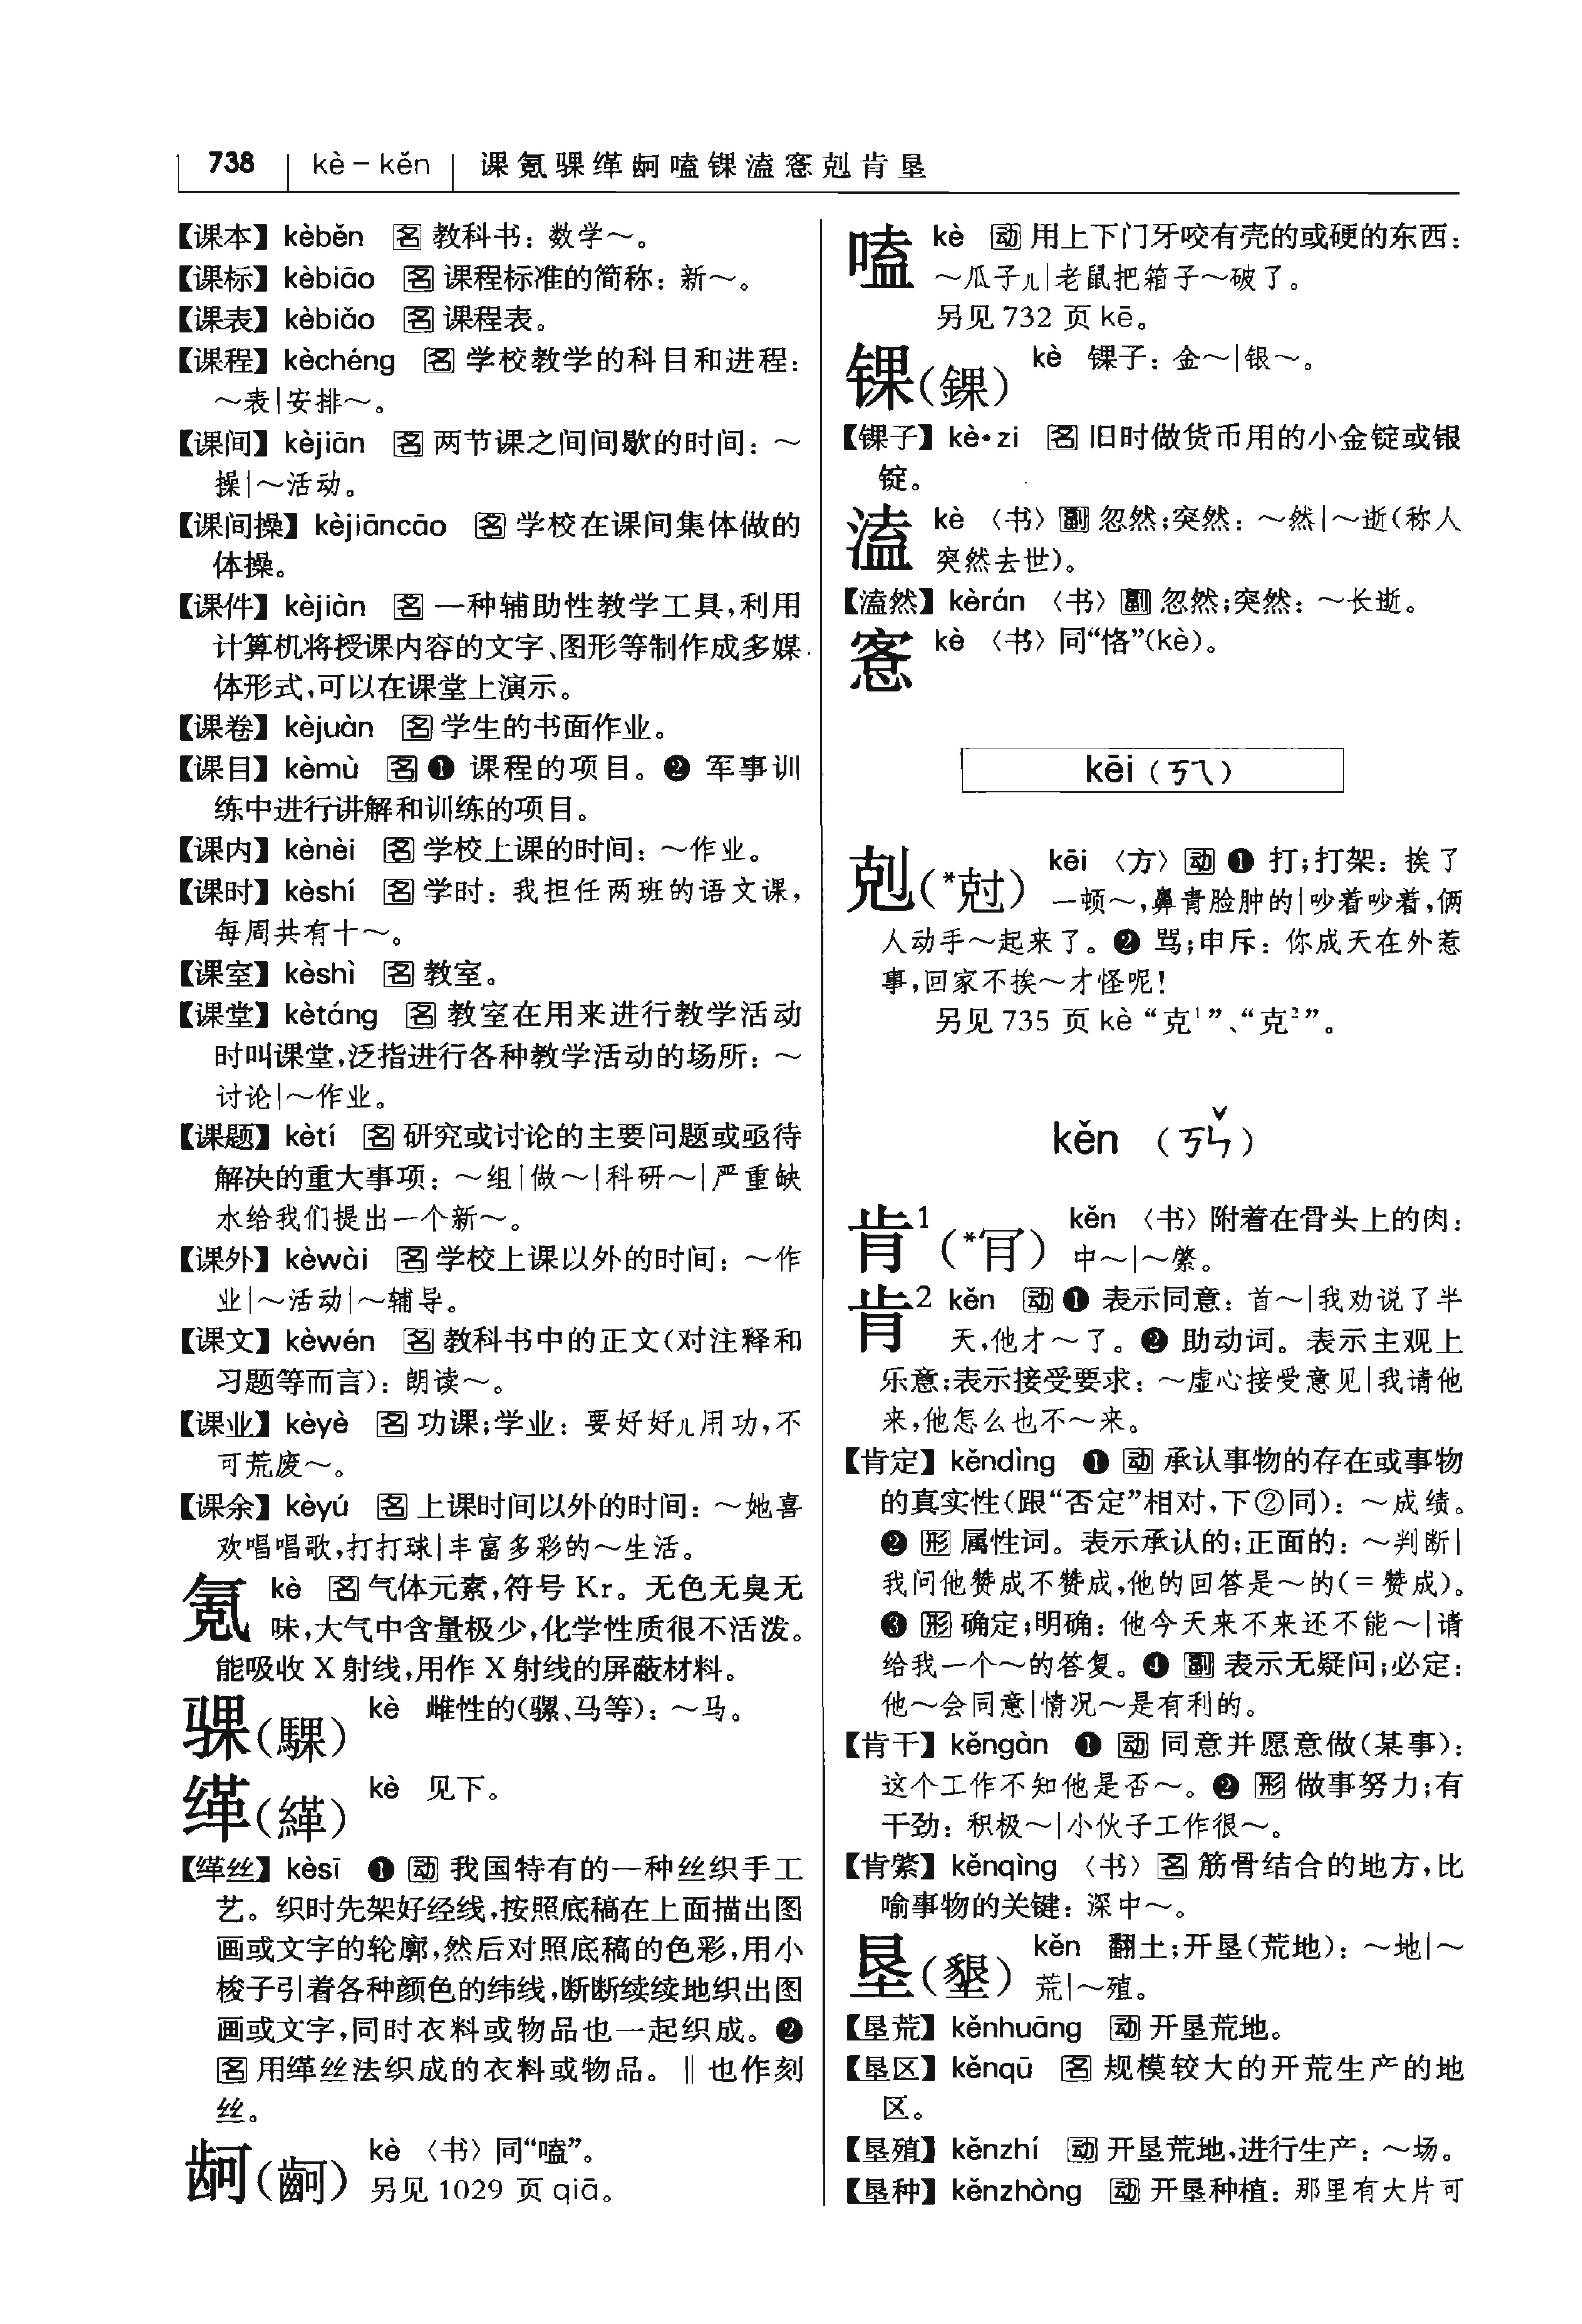 738 kè－kěn 课氪骒缂龂嗑锞溘愙剋肯垦
【课本】kèběn 名 教科书：数学～。
【课标】kèbiāo 名 课程标准的简称：新～。
【课表】kèbiǎo 名 课程表。
【课程】kèchéng 名 学校教学的科目和进程：
～表|安排～。
【课间】kèjiān 名 两节课之间间歇的时间：～
操|～活动。
【课间操】kèjiāncāo 名 学校在课间集体做的
体操。
【课件】kèjiàn 名 一种辅助性教学工具，利用
计算机将授课内容的文字、图形等制作成多媒
体形式，可以在课堂上演示。
【课卷】kèjuàn 名 学生的书面作业。
【课目】kèmù 名 ❶ 课程的项目。❷ 军事训
练中进行讲解和训练的项目。
【课内】kènèi 名 学校上课的时间：～作业。
【课时】kèshí 名 学时：我担任两班的语文课，
每周共有十～。
【课室】kèshì 名 教室。
【课堂】kètáng 名 教室在用来进行教学活动
时叫课堂，泛指进行各种教学活动的场所：～
讨论|～作业。
【课题】kètí 名 研究或讨论的主要问题或亟待
解决的重大事项：～组|做～|科研～|严重缺
水给我们提出一个新～。
【课外】kèwài 名 学校上课以外的时间：～作
业|～活动|～辅导。
【课文】kèwén 名 教科书中的正文（对注释和
习题等而言）：朗读～。
【课业】kèyè 名 功课；学业：要好好儿用功，不
可荒废～。
【课余】kèyú 名 上课时间以外的时间：～她喜
欢唱唱歌，打打球|丰富多彩的～生活。
氪 kè 名 气体元素，符号 Kr。无色无臭无
味，大气中含量极少，化学性质很不活泼。
能吸收 X 射线，用作 X 射线的屏蔽材料。
骒（騍） kè 雌性的（骡、马等）：～马。
缂（緙） kè 见下。
【缂丝】kèsī ❶ 动 我国特有的一种丝织手工
艺。织时先架好经线，按照底稿在上面描出图
画或文字的轮廓，然后对照底稿的色彩，用小
梭子引着各种颜色的纬线，断断续续地织出图
画或文字，同时衣料或物品也一起织成。❷
名 用缂丝法织成的衣料或物品。‖ 也作刻
丝。
𬹼（齣） kè 〈书〉同“嗑”。
另见 1029 页 qiā。
嗑 kè 动 用上下门牙咬有壳的或硬的东西：
～瓜子儿|老鼠把箱子～破了。
另见 732 页 kē。
锞（錁） kè 锞子：金～|银～。
【锞子】kè·zi 名 旧时做货币用的小金锭或银
锭。
溘 kè 〈书〉副 忽然；突然：～然|～逝（称人
突然去世）。
【溘然】kèrán 〈书〉副 忽然；突然：～长逝。
愙 kè 〈书〉同“恪”(kè)。
kēi（ㄎㄟ）
剋（*尅） kēi 〈方〉动 ❶ 打；打架：挨了
一顿～，鼻青脸肿的|吵着吵着，俩
人动手～起来了。❷ 骂；申斥：你成天在外惹
事，回家不挨～才怪呢！
另见 735 页 kè “克¹”、“克²”。
kěn （ㄎㄣˇ）
肯¹（*肎） kěn 〈书〉附着在骨头上的肉：
中～|～綮。
肯² kěn 动 ❶ 表示同意：首～|我劝说了半
天，他才～了。❷ 助动词。表示主观上
乐意；表示接受要求：～虚心接受意见|我请他
来，他怎么也不～来。
【肯定】kěndìng ❶ 动 承认事物的存在或事物
的真实性（跟“否定”相对，下②同）：～成绩。
❷ 形 属性词。表示承认的；正面的：～判断|
我问他赞成不赞成，他的回答是～的（＝赞成）。
❸ 形 确定；明确：他今天来不来还不能～|请
给我一个～的答复。❹ 副 表示无疑问；必定：
他～会同意|情况～是有利的。
【肯干】kěngàn ❶ 动 同意并愿意做（某事）：
这个工作不知他是否～。❷ 形 做事努力；有
干劲：积极～|小伙子工作很～。
【肯綮】kěnqìng 〈书〉名 筋骨结合的地方，比
喻事物的关键：深中～。
垦（墾） kěn 翻土；开垦（荒地）：～地|～
荒|～殖。
【垦荒】kěnhuāng 动 开垦荒地。
【垦区】kěnqū 名 规模较大的开荒生产的地
区。
【垦殖】kěnzhí 动 开垦荒地，进行生产：～场。
【垦种】kěnzhòng 动 开垦种植：那里有大片可